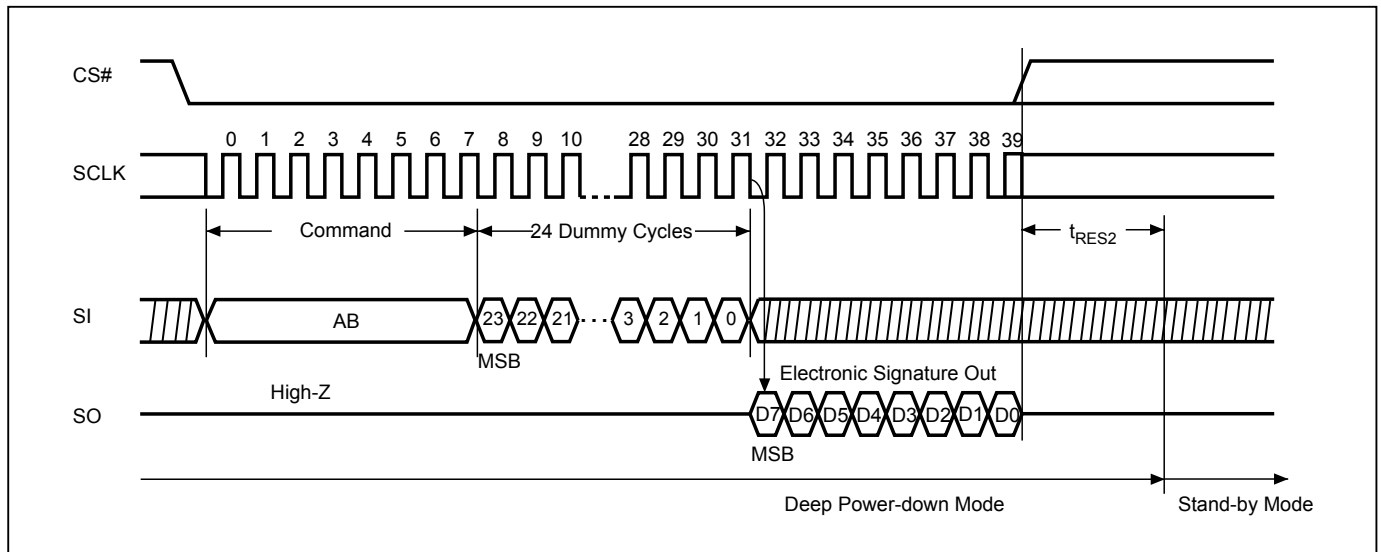 CS#
0 1 2 3 4 5 6 7 8 9 10 28 29 30 31 32 33 34 35 36 37 38 39
SCLK
Command 24 Dummy Cycles tRES2
SI AB 23 22 21 3 2 1 0
MSB
Electronic Signature Out
High-Z
SO D7 D6 D5 D4 D3 D2 D1 D0
MSB
Deep Power-down Mode Stand-by Mode